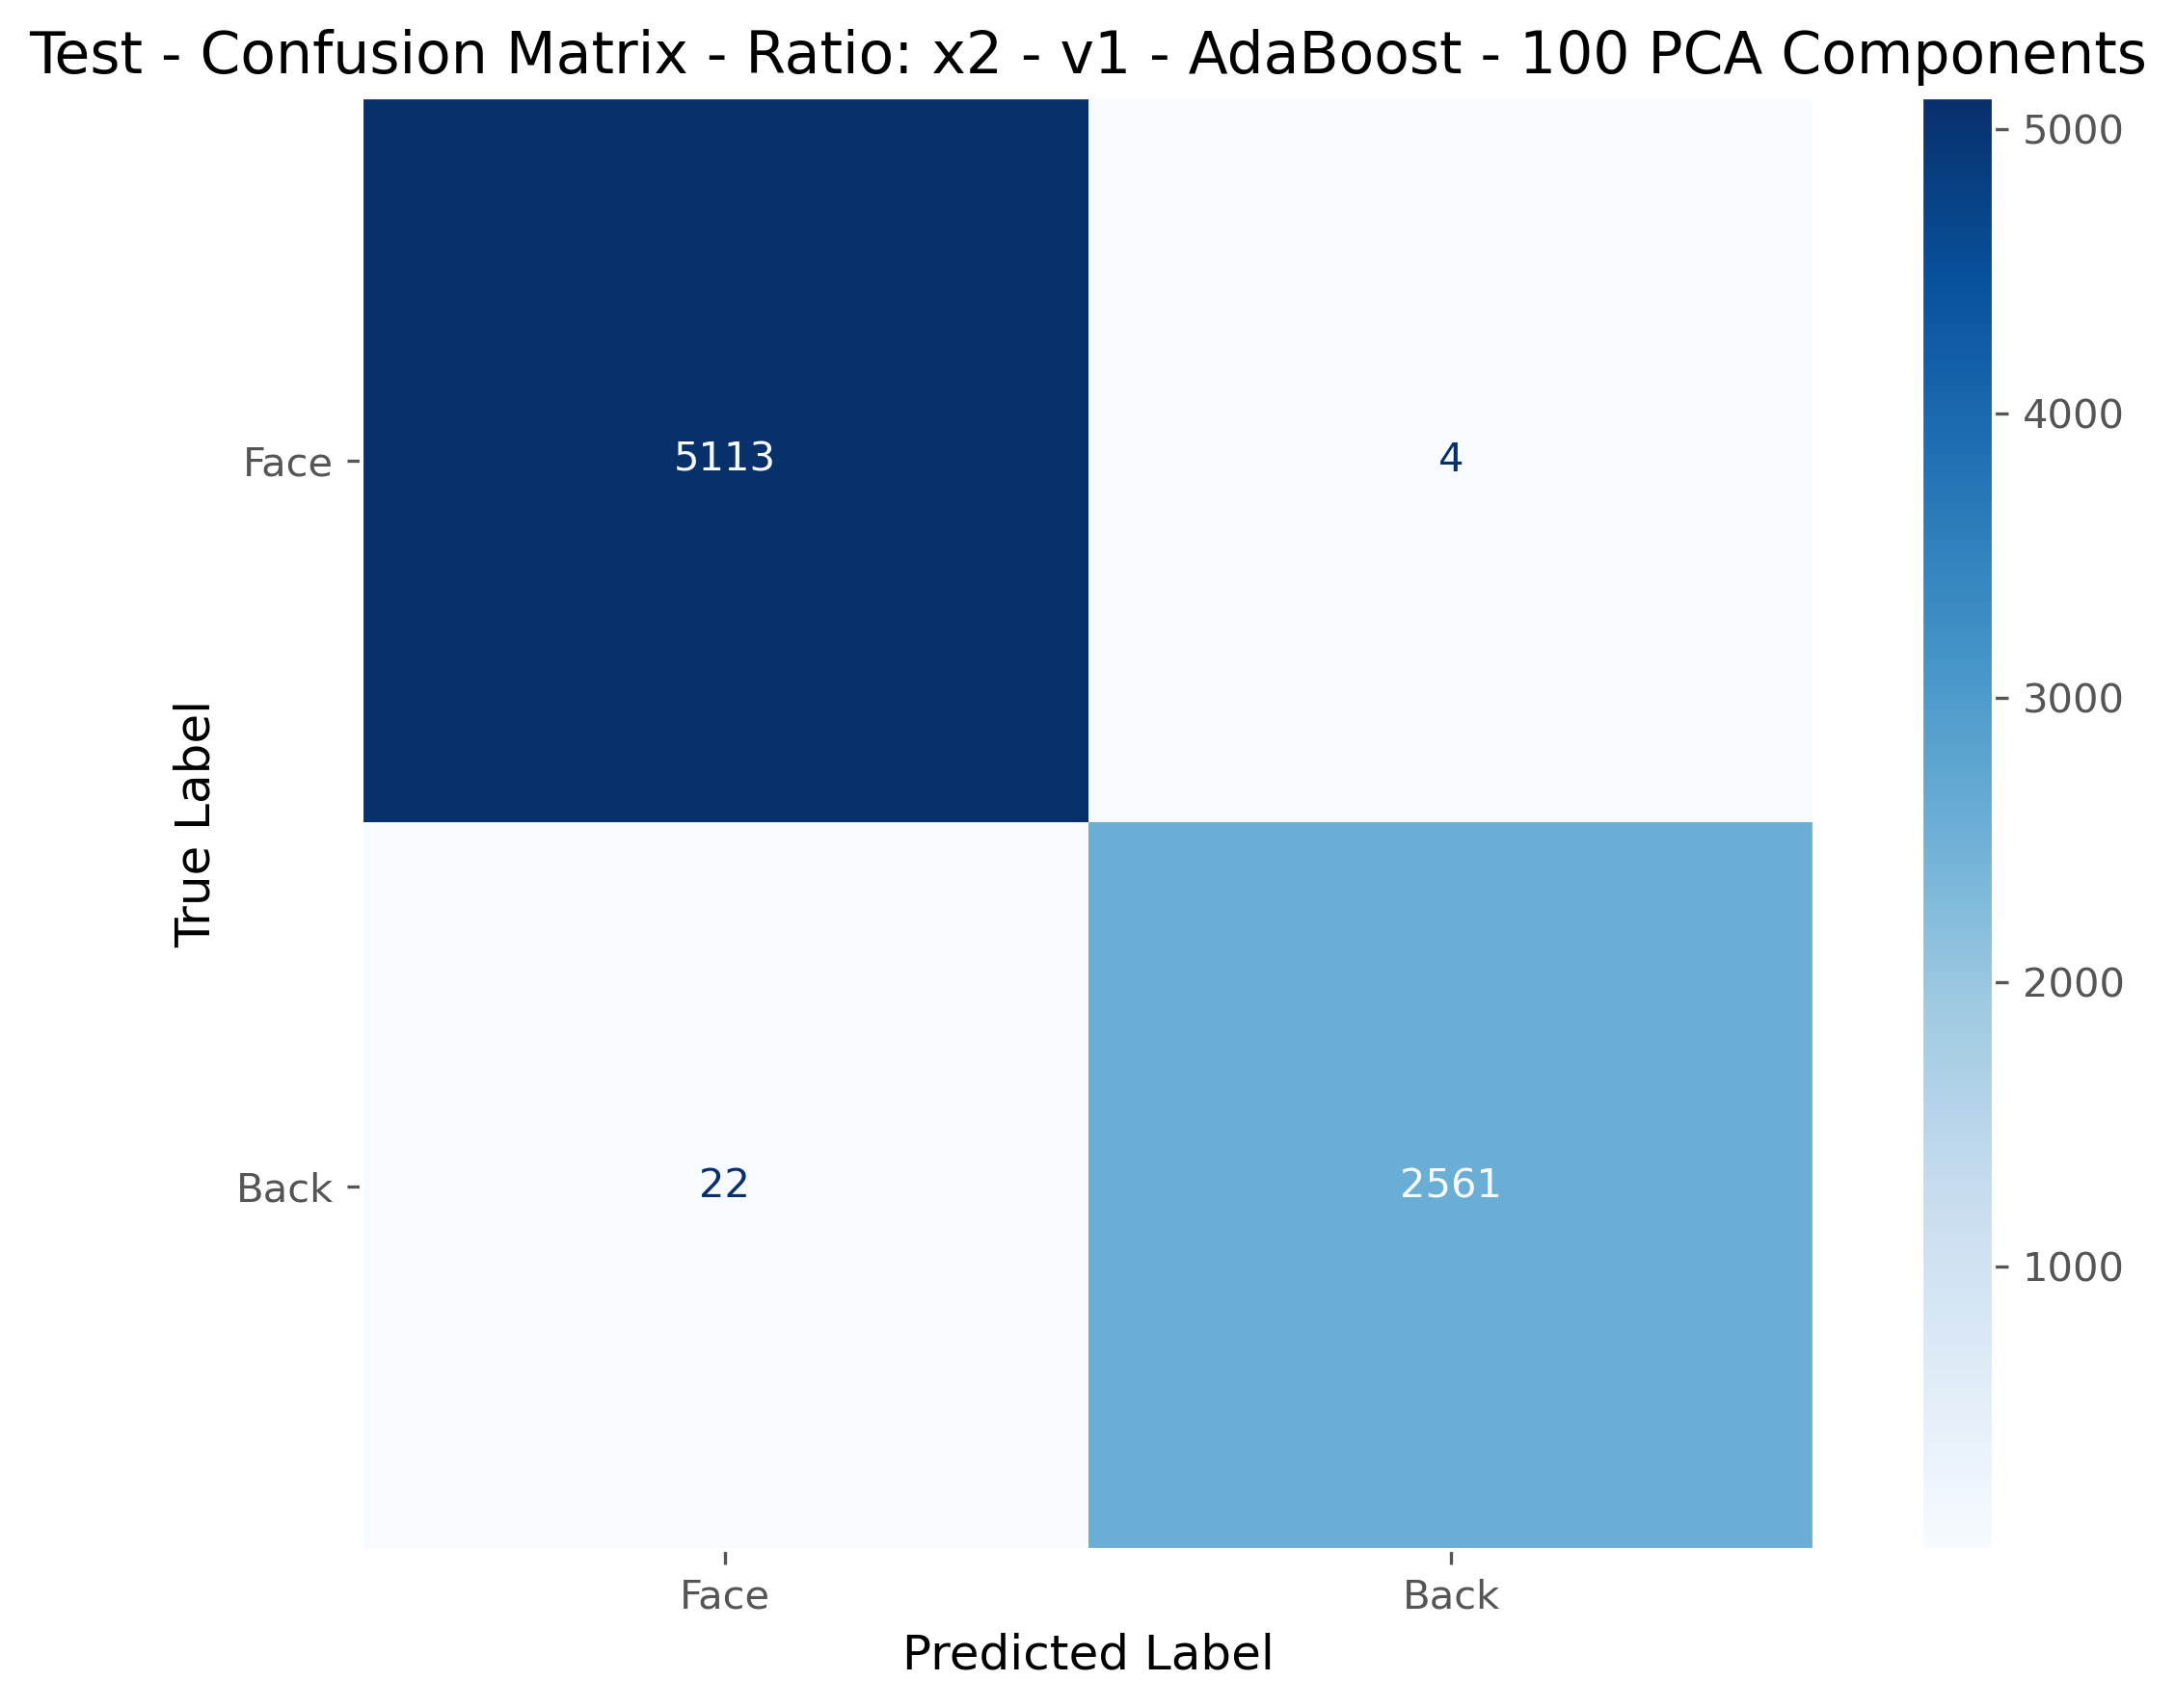 Test - Confusion Matrix - Ratio: x2 - v1 - AdaBoost - 100 PCA Components
5000
4000
3000
2000
1000
True Label
Face
5113
4
Back
22
2561
Face
Back
Predicted Label